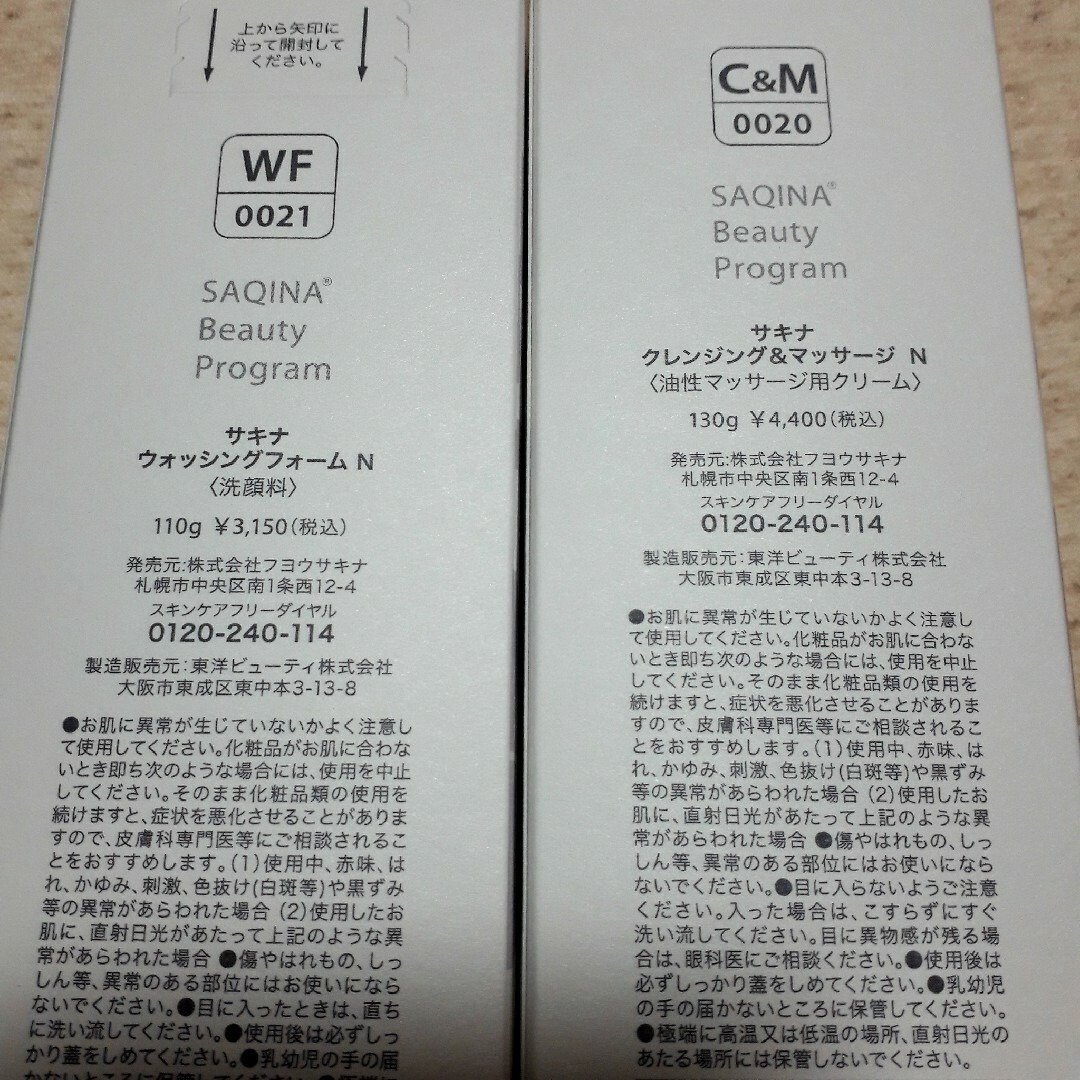 上から矢印に
沿って開封して
ください。
WF
0021
SAQINA®
Beauty
Program
サキナ
ウォッシングフォーム N
〈洗顔料〉
110g ¥3,150(税込)
発売元:株式会社フヨウサキナ
札幌市中央区南1条西12-4
スキンケアフリーダイヤル
0120-240-114
製造販売元:東洋ビューティ株式会社
大阪市東成区東中本3-13-8
●お肌に異常が生じていないかよく注意し
て使用してください。化粧品がお肌に合わな
いとき即ち次のような場合には、使用を中止
してください。そのまま化粧品類の使用を
続けますと、症状を悪化させることがありま
すので、皮膚科専門医等にご相談されるこ
とをおすすめします。(1)使用中、赤味、は
れ、かゆみ、刺激、色抜け(白斑等)や黒ずみ
等の異常があらわれた場合 (2)使用したお
肌に、直射日光があたって上記のような異
常があらわれた場合 ●傷やはれもの、しっ
しん等、異常のある部位にはお使いになら
ないでください。●目に入ったときは、直ち
に洗い流してください。●使用後は必ずしっ
かり蓋をしめてください。●乳幼児の手の届
かないところに保管してください。●極端に
C&M
0020
SAQINA®
Beauty
Program
サキナ
クレンジング&マッサージ N
〈油性マッサージ用クリーム〉
130g ¥4,400(税込)
発売元:株式会社フヨウサキナ
札幌市中央区南1条西12-4
スキンケアフリーダイヤル
0120-240-114
製造販売元:東洋ビューティ株式会社
大阪市東成区東中本3-13-8
●お肌に異常が生じていないかよく注意し
て使用してください。化粧品がお肌に合わな
いとき即ち次のような場合には、使用を中止
してください。そのまま化粧品類の使用を
続けますと、症状を悪化させることがありま
すので、皮膚科専門医等にご相談されるこ
とをおすすめします。(1)使用中、赤味、は
れ、かゆみ、刺激、色抜け(白斑等)や黒ずみ
等の異常があらわれた場合 (2)使用したお
肌に、直射日光があたって上記のような異
常があらわれた場合 ●傷やはれもの、しっ
しん等、異常のある部位にはお使いになら
ないでください。●目に入らないようご注意
ください。入った場合は、こすらずにすぐ
洗い流してください。目に異物感が残る場
合は、眼科医にご相談ください。●使用後は
必ずしっかり蓋をしめてください。●乳幼児
の手の届かないところに保管してください。
●極端に高温又は低温の場所、直射日光の
あたる場所には保管しないでください。